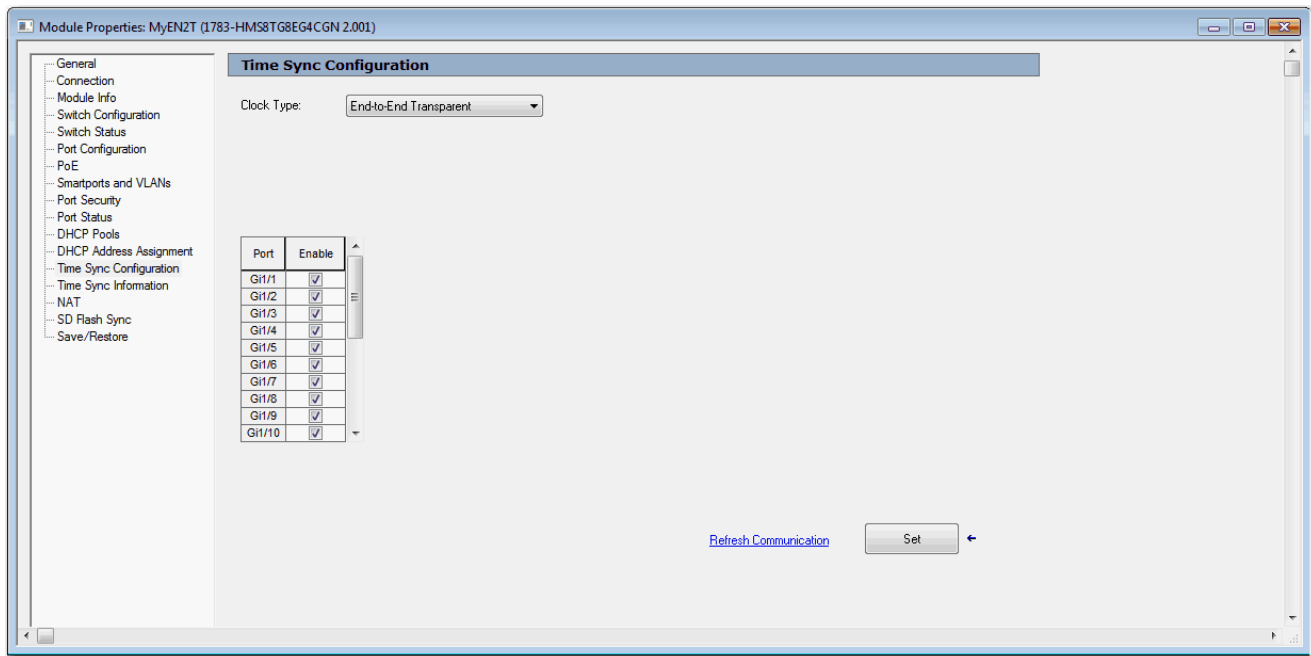 Module Properties: MyEN2T (1783-HMS8TG8EG4CGN 2.001)
General
Connection
Module Info
Switch Configuration
Switch Status
Port Configuration
PoE
Smartports and VLANs
Port Security
Port Status
DHCP Pools
DHCP Address Assignment
Time Sync Configuration
Time Sync Information
NAT
SD Flash Sync
Save/Restore
Time Sync Configuration
Clock Type: End-to-End Transparent
Port Enable
Gi1/1
Gi1/2
Gi1/3
Gi1/4
Gi1/5
Gi1/6
Gi1/7
Gi1/8
Gi1/9
Gi1/10
Refresh Communication Set